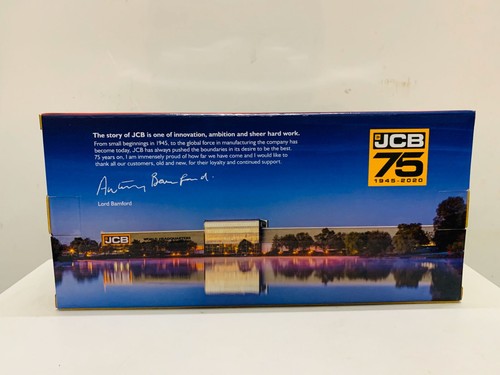 The story of JCB is one of innovation, ambition and sheer hard work.
From small beginnings in 1945, to the global force in manufacturing the company has
become today, JCB has always pushed the boundaries in its desire to be the best.
75 years on, I am immensely proud of how far we have come and I would like to
thank all our customers, old and new, for their loyalty and continued support.
Anthony Bamford.
Lord Bamford
JCB
75
1945-2020
JCB